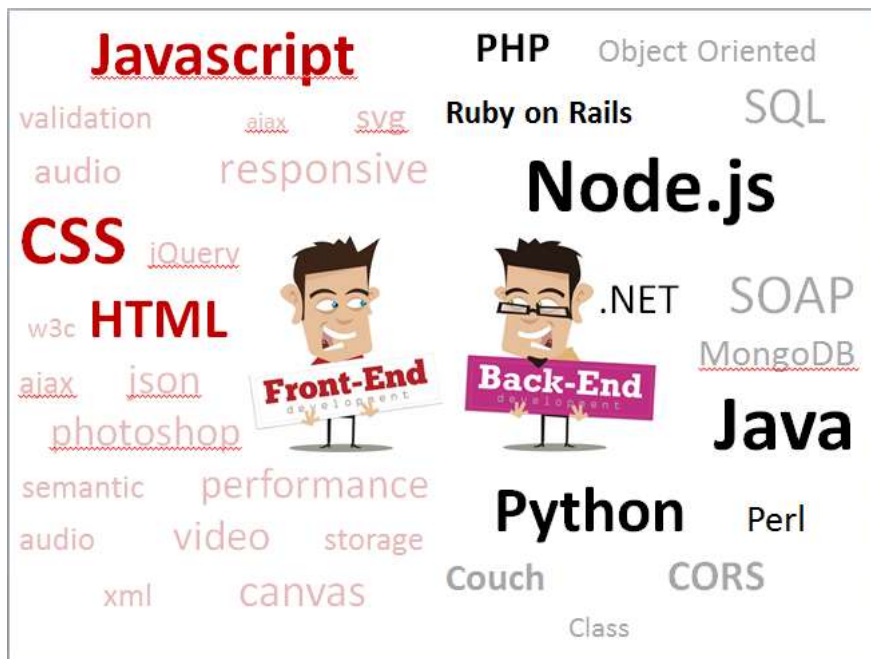 Javascript
PHP Object Oriented
validation ajax svg
Ruby on Rails SQL
audio responsive
Node.js
CSS jQuery
.NET SOAP
w3c HTML
MongoDB
ajax json
Front-End
development
Back-End
development
photoshop
Java
semantic performance
Python Perl
audio video storage
xml canvas
Couch CORS
Class